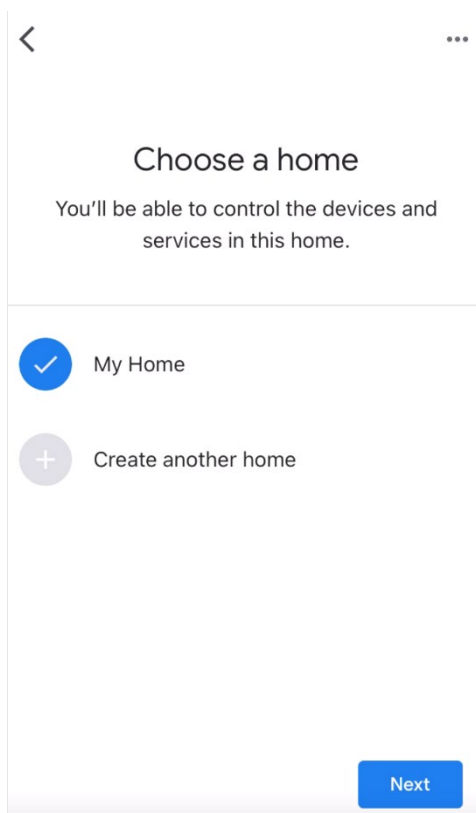 Choose a home
You'll be able to control the devices and
services in this home.
My Home
Create another home
Next